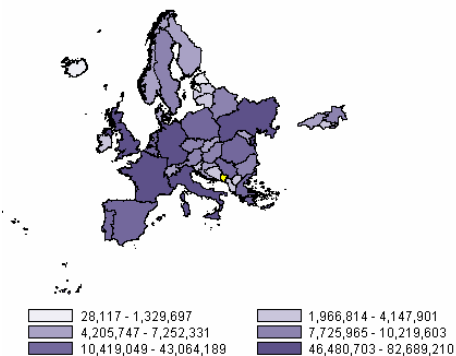 28,117 - 1,329,697
1,966,814 - 4,147,901
4,205,747 - 7,252,331
7,725,965 - 10,219,603
10,419,049 - 43,064,189
46,480,703 - 82,689,210